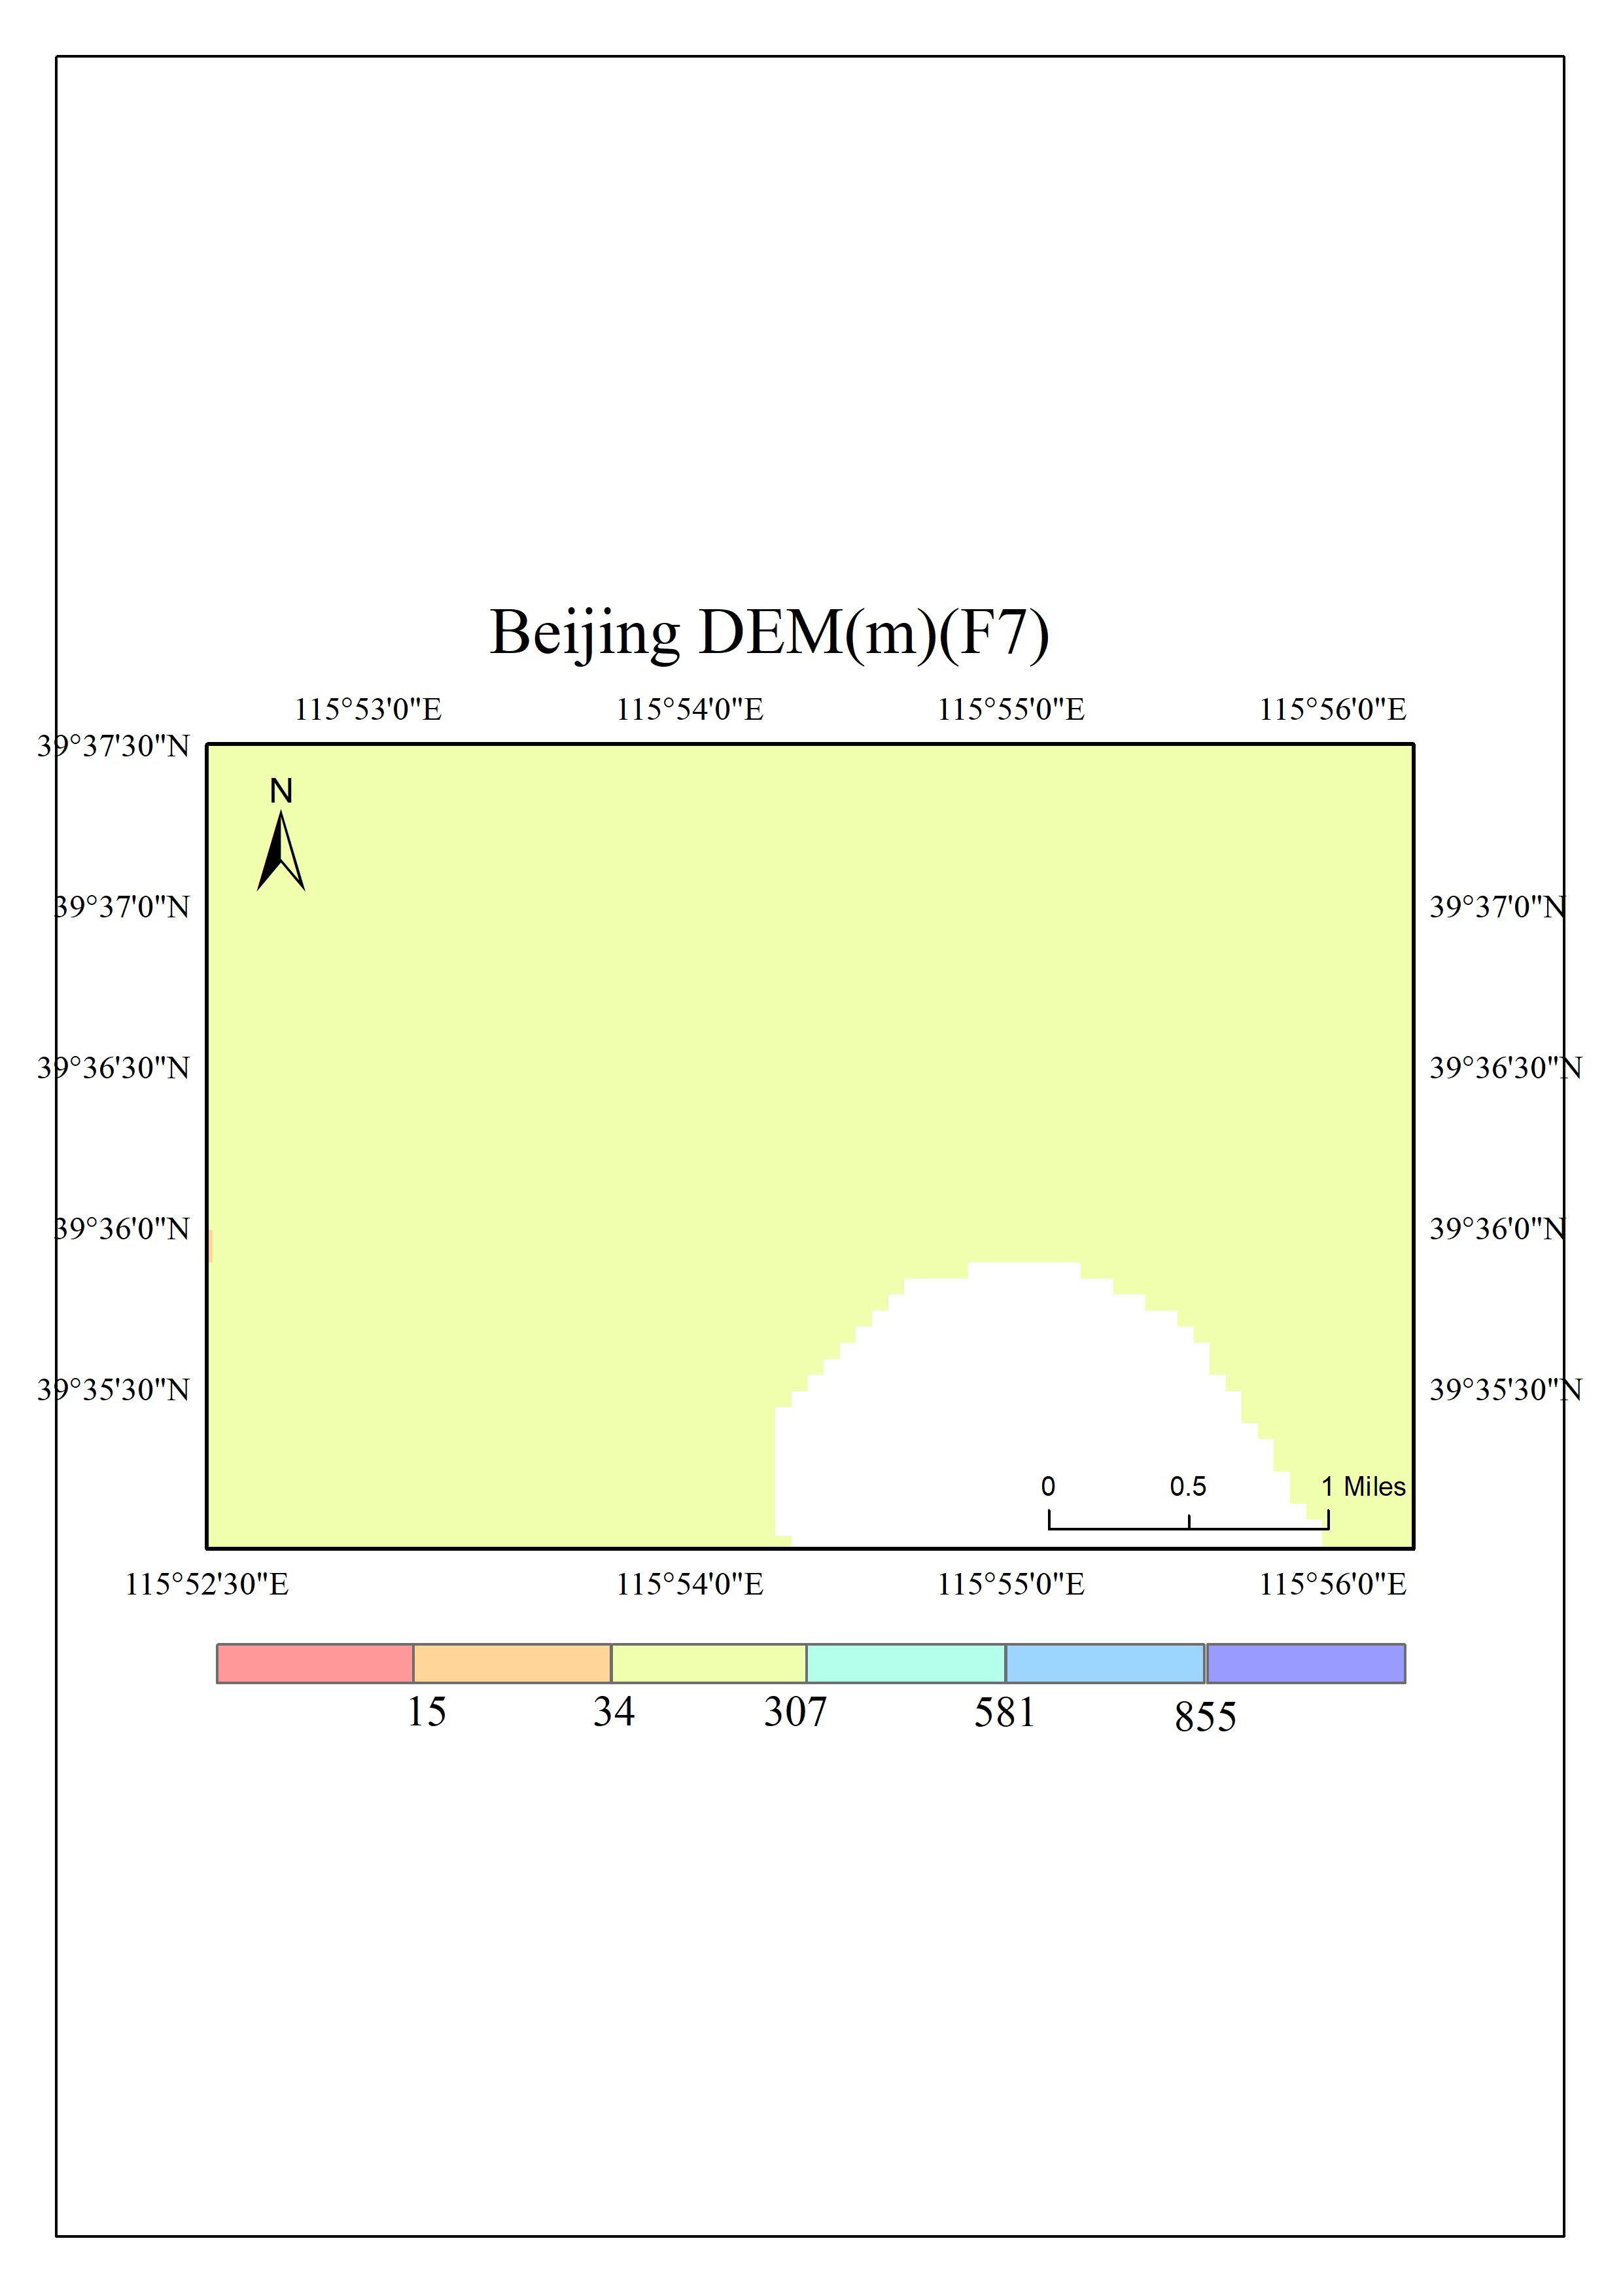 Beijing DEM(m)(F7)
115°53'0"E 115°54'0"E 115°55'0"E 115°56'0"E
39°37'30"N
N
39°37'0"N 39°37'0"N
39°36'30"N 39°36'30"N
39°36'0"N 39°36'0"N
39°35'30"N 39°35'30"N
0 0.5 1 Miles
115°52'30"E 115°54'0"E 115°55'0"E 115°56'0"E
15 34 307 581 855